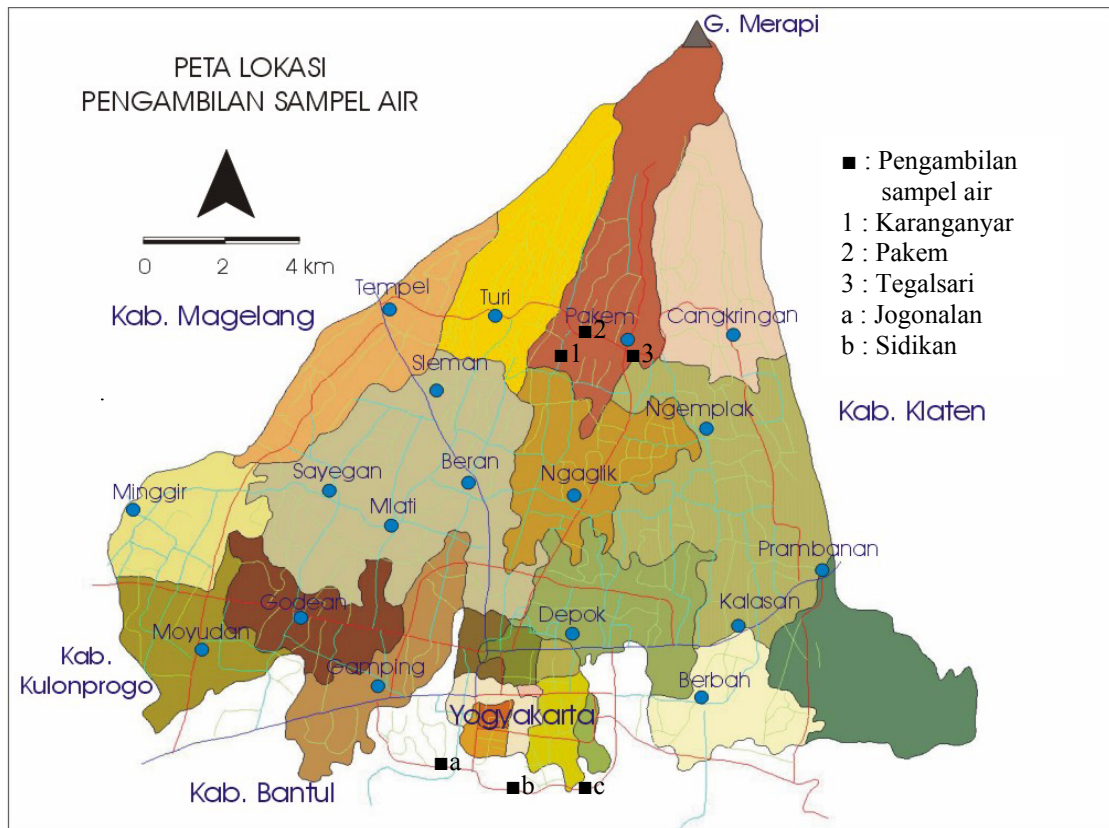 G. Merapi
PETA LOKASI
PENGAMBILAN SAMPEL AIR
0 2 4 km
■ : Pengambilan
sampel air
1 : Karanganyar
2 : Pakem
3 : Tegalsari
a : Jogonalan
b : Sidikan
Kab. Magelang
Tempel
Turi
Pakem
Cangkringan
2
1
3
Sleman
Kab. Klaten
Ngemplak
Sayegan
Beran
Ngaglik
Minggir
Mlati
Prambanan
Godean
Depok
Kalasan
Moyudan
Kab.
Kulonprogo
Gamping
Berbah
Yogyakarta
a
b
c
Kab. Bantul